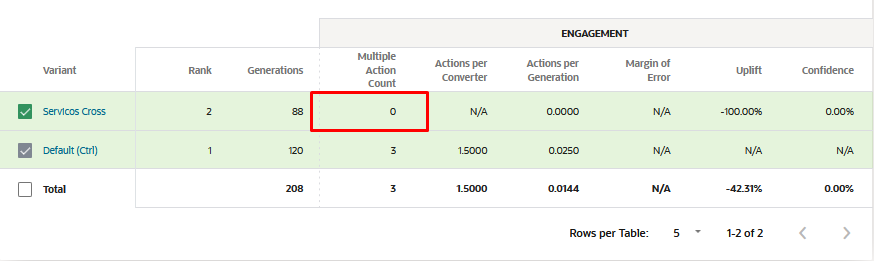 ENGAGEMENT
Variant Rank Generations Multiple Action Count Actions per Converter Actions per Generation Margin of Error Uplift Confidence
Servicos Cross 2 88 0 N/A 0.0000 N/A -100.00% 0.00%
Default (Ctrl) 1 120 3 1.5000 0.0250 N/A N/A N/A
Total 208 3 1.5000 0.0144 N/A -42.31% 0.00%
Rows per Table: 5 1-2 of 2